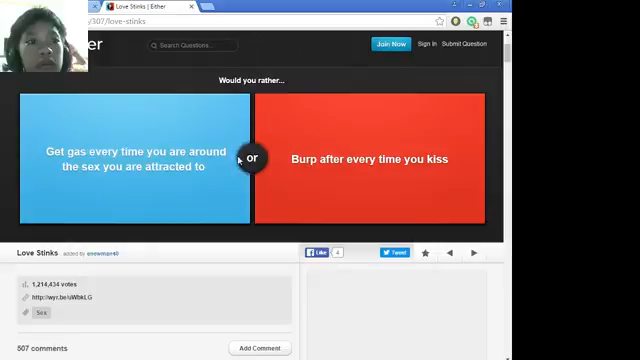 Love Stinks | Either
/307/love-stinks
Search Questions...
Join Now
Sign In
Submit Question
Would you rather...
Get gas every time you are around
the sex you are attracted to
or
Burp after every time you kiss
Love Stinks
added by
Like
4
Tweet
1,214,434 votes
http://wyr.be/uWbkLG
Sex
507 comments
Add Comment